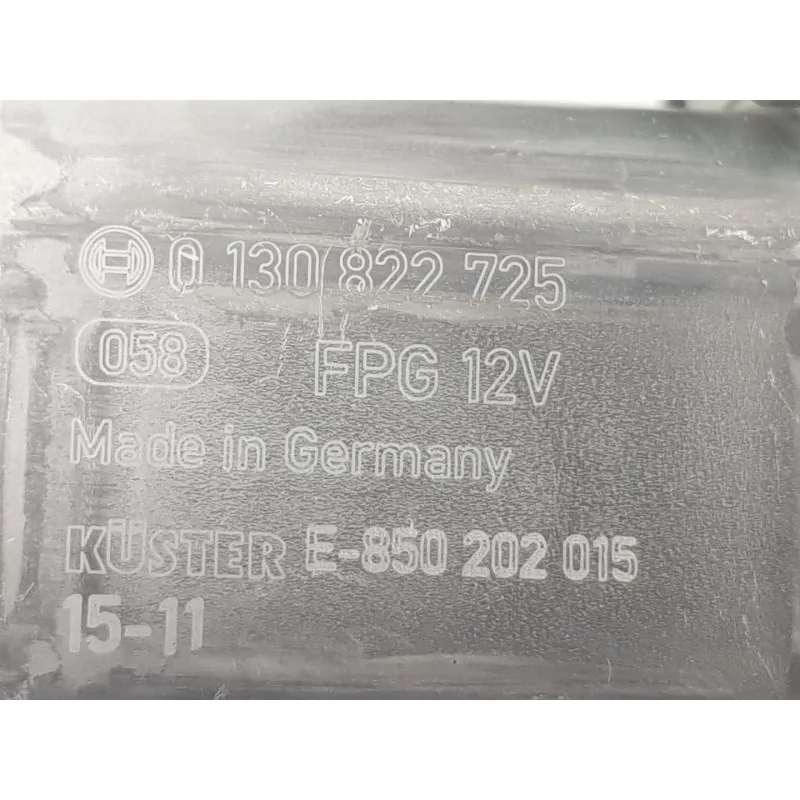 0 130 822 725
058 FPG 12V
Made in Germany
KÜSTER E-850 202 015
15-11